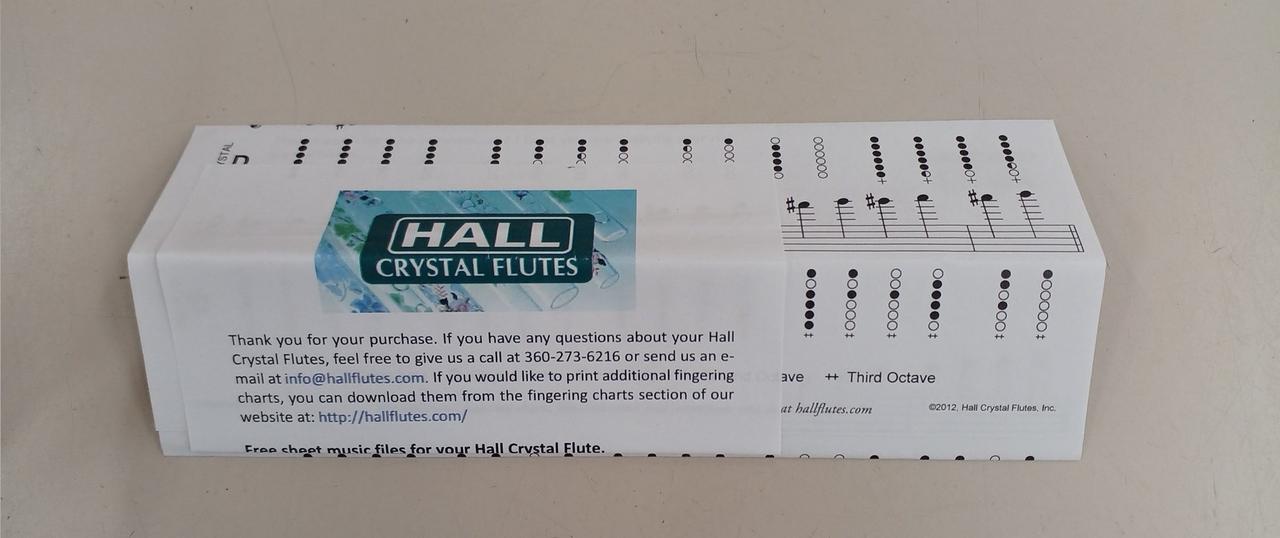 HALL
CRYSTAL FLUTES
Thank you for your purchase. If you have any questions about your Hall
Crystal Flutes, feel free to give us a call at 360-273-6216 or send us an e-
mail at info@hallflutes.com. If you would like to print additional fingering
charts, you can download them from the fingering charts section of our
website at: http://hallflutes.com/
Free sheet music files for your Hall Crystal Flute.
ave ++ Third Octave
at hallflutes.com
©2012, Hall Crystal Flutes, Inc.